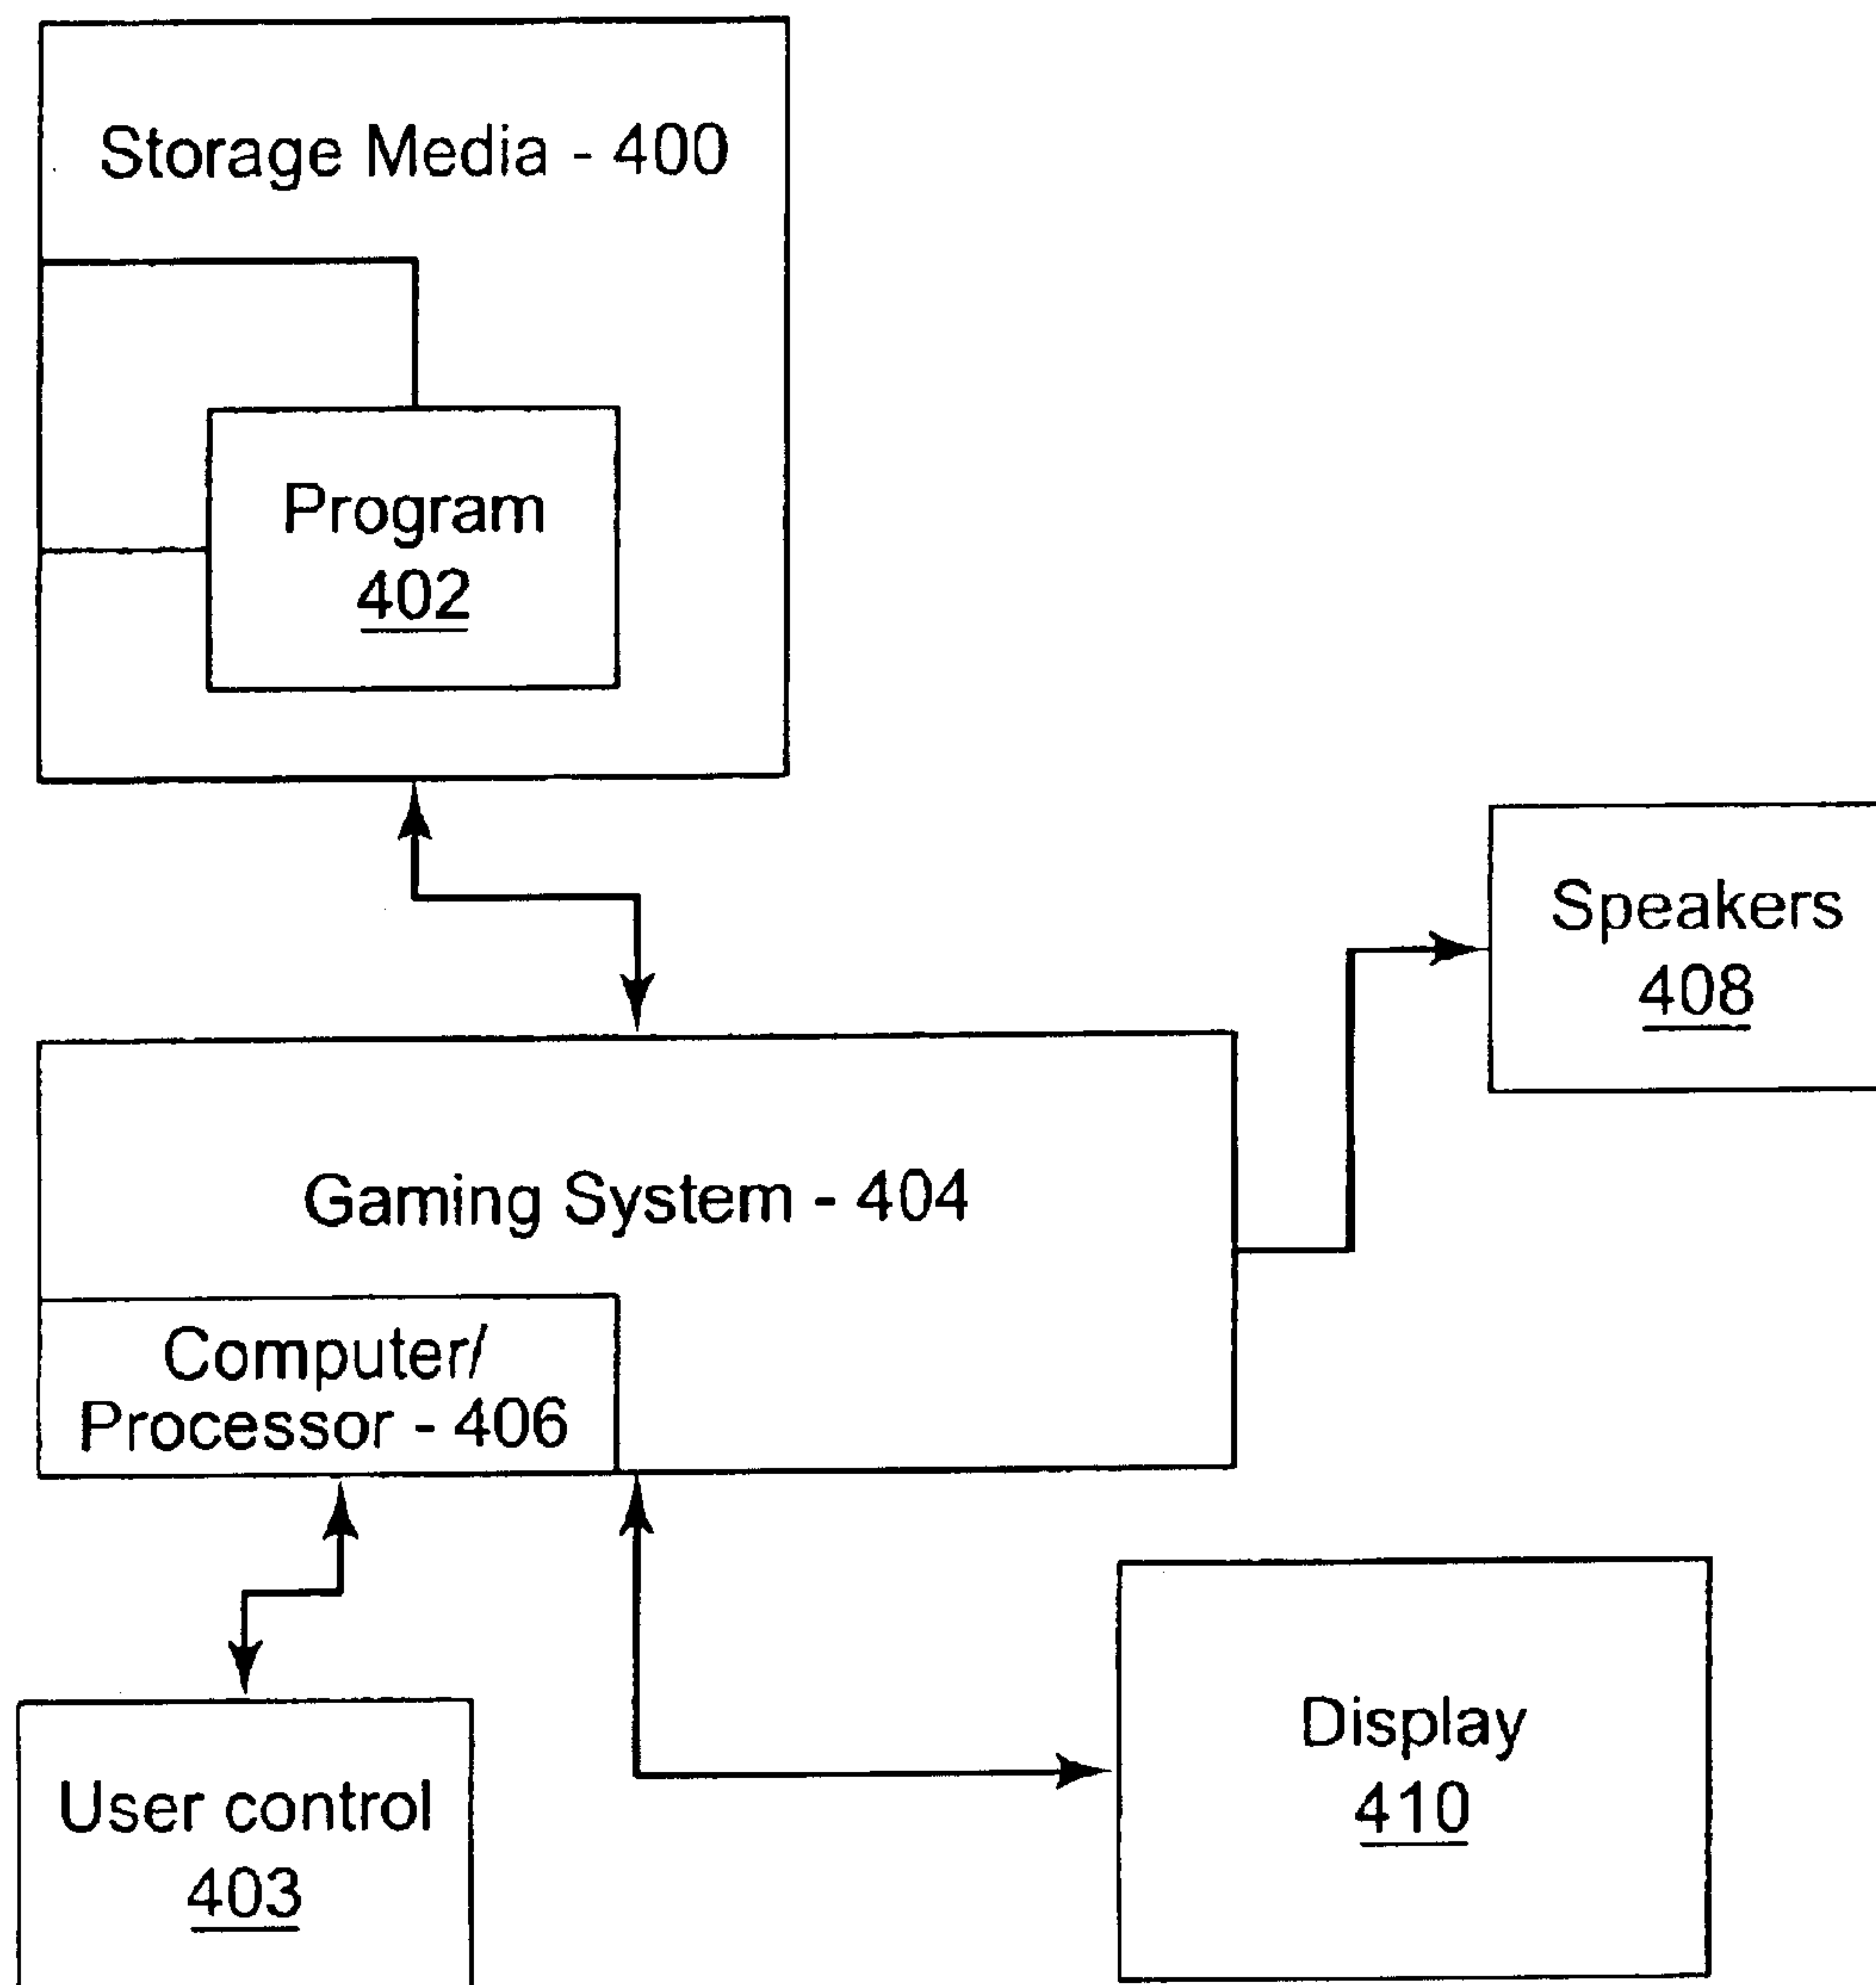 Storage Media - 400
Program
402
Speakers
408
Gaming System - 404
Computer/
Processor - 406
Display
410
User control
403